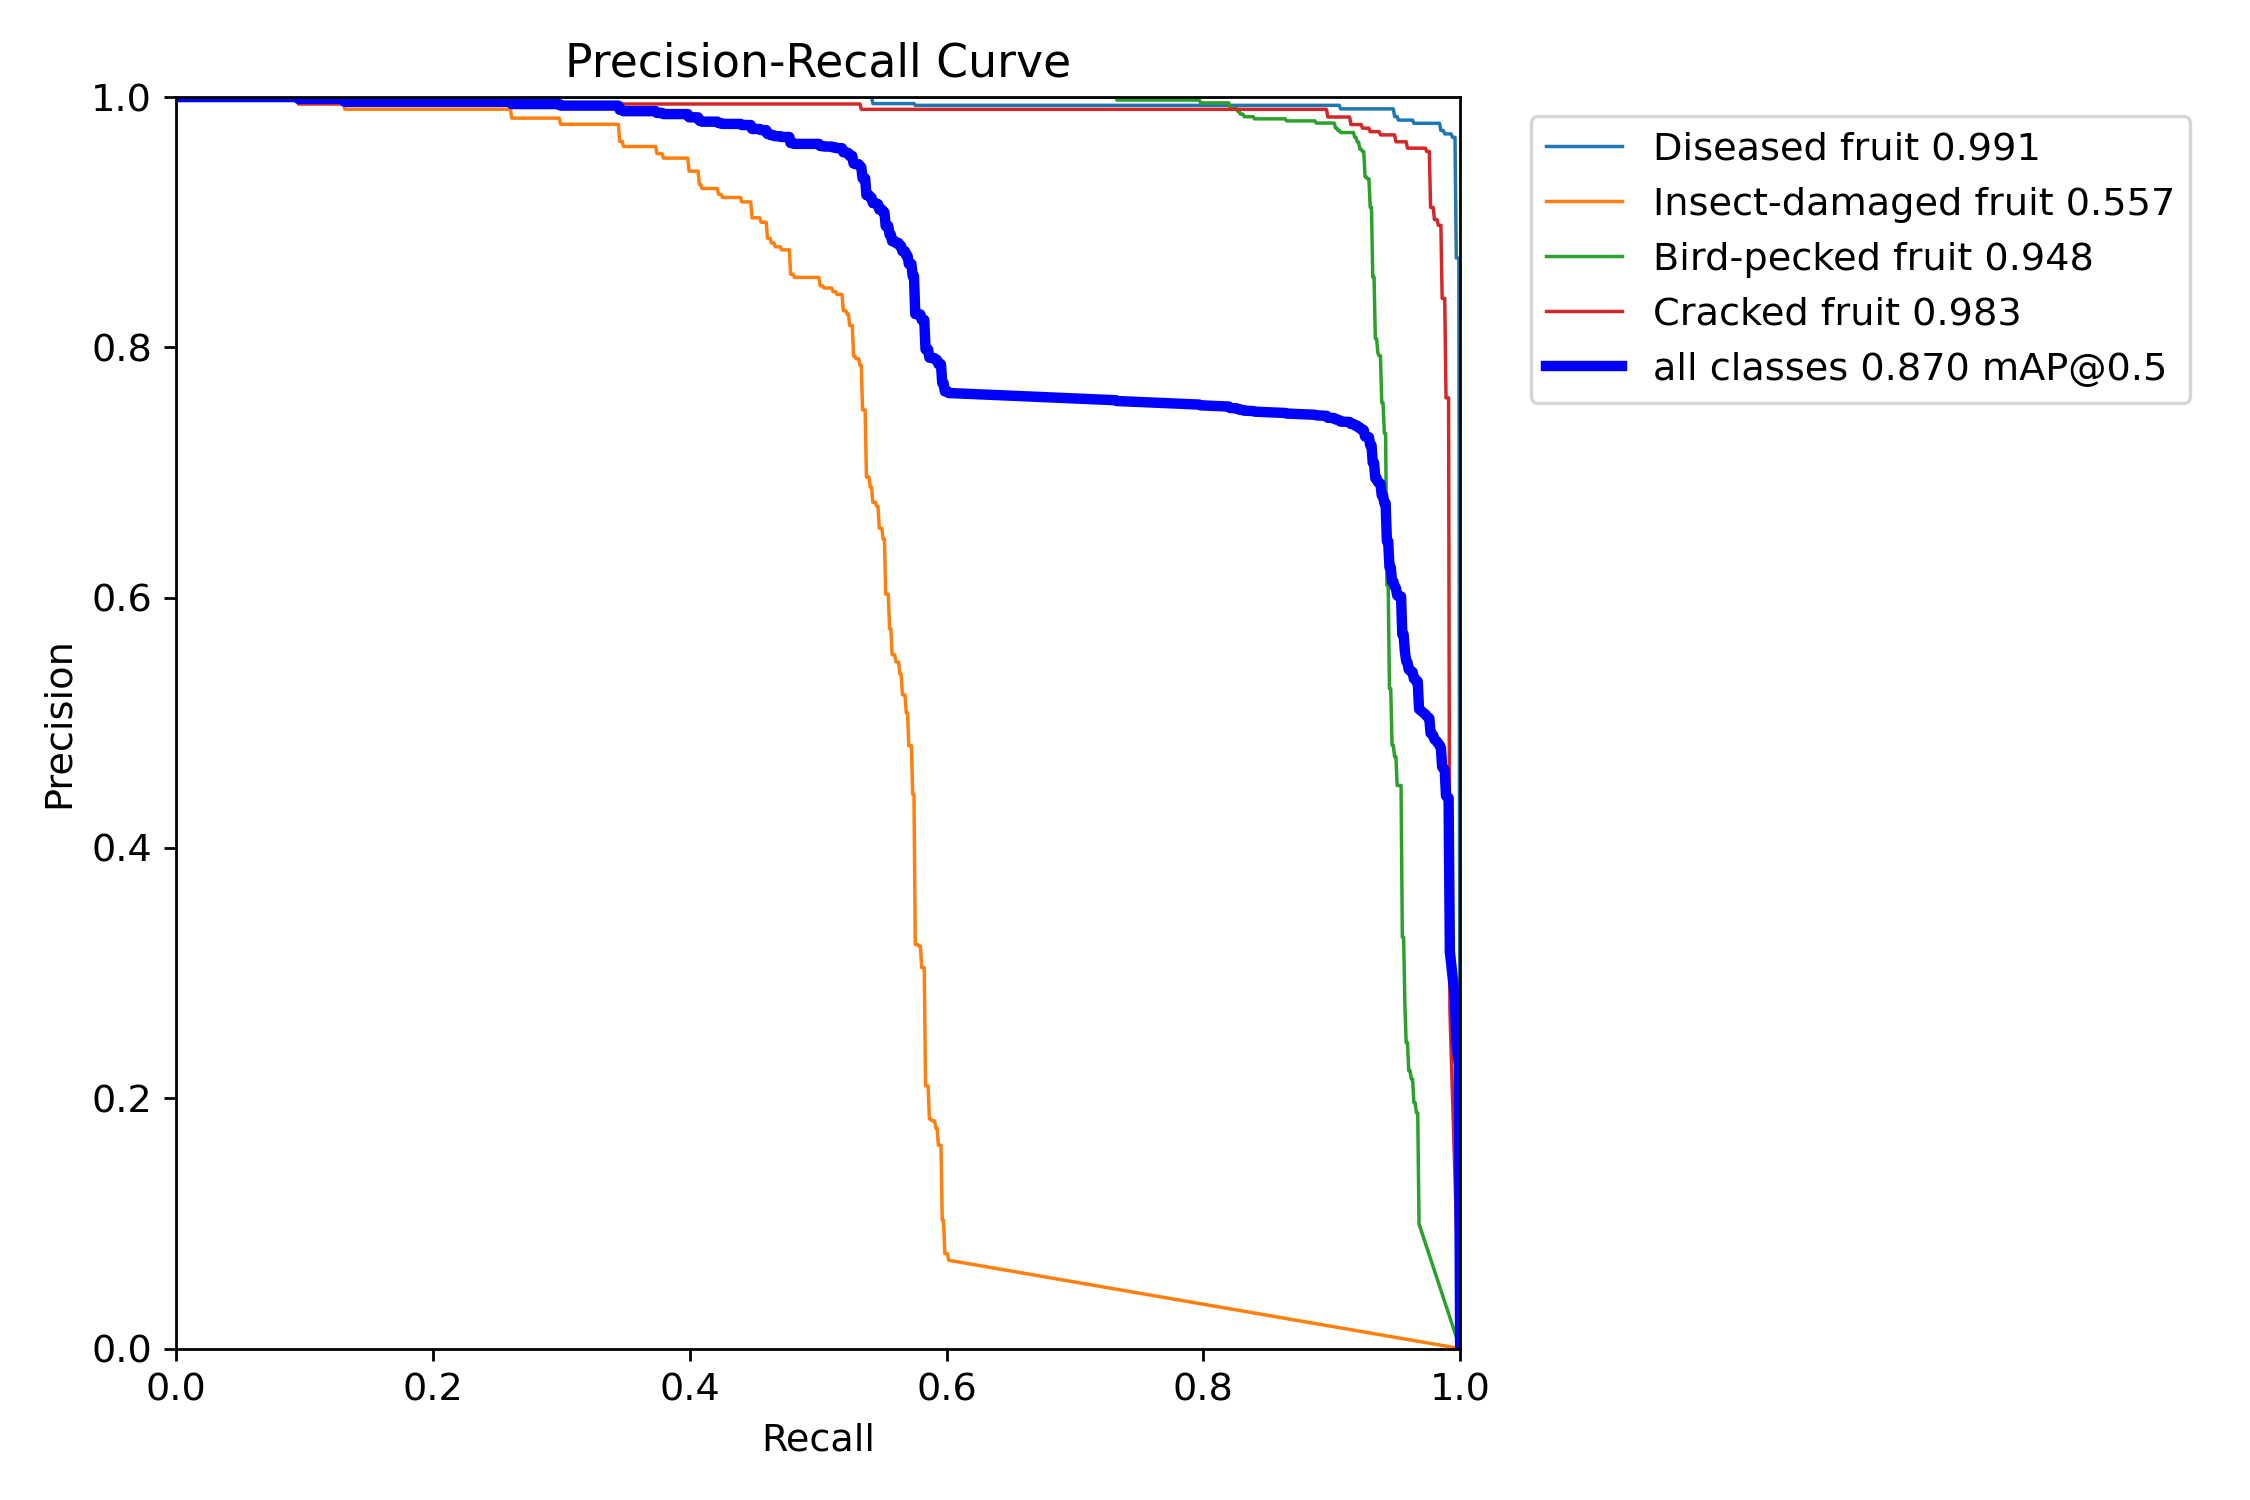 Precision-Recall Curve
1.0
0.8
0.6
0.4
0.2
0.0
Precision
0.0 0.2 0.4 0.6 0.8 1.0
Recall
Diseased fruit 0.991
Insect-damaged fruit 0.557
Bird-pecked fruit 0.948
Cracked fruit 0.983
all classes 0.870 mAP@0.5